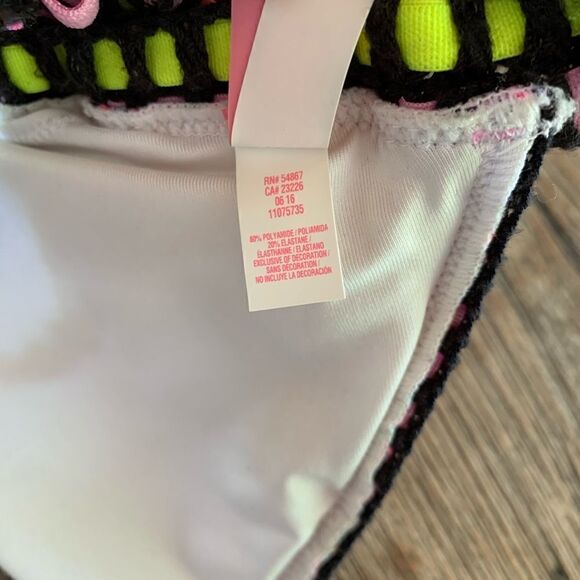 RN# 54867
CA# 23226
06 16
11075735
80% POLYAMIDE / POLIAMIDA
20% ELASTANE /
ÉLASTHANNE / ELASTANO
EXCLUSIVE OF DECORATION /
SANS DÉCORATION /
NO INCLUYE LA DECORACIÓN